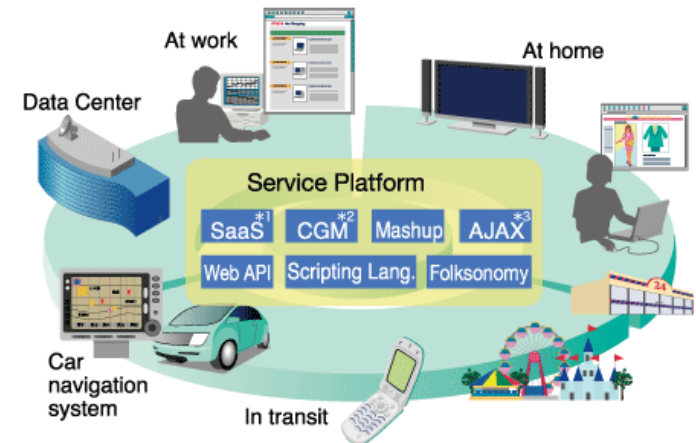 At work
At home
Data Center
Service Platform
SaaS*1
CGM*2
Mashup
AJAX*3
Web API
Scripting Lang.
Folksonomy
24
Car
navigation
system
In transit